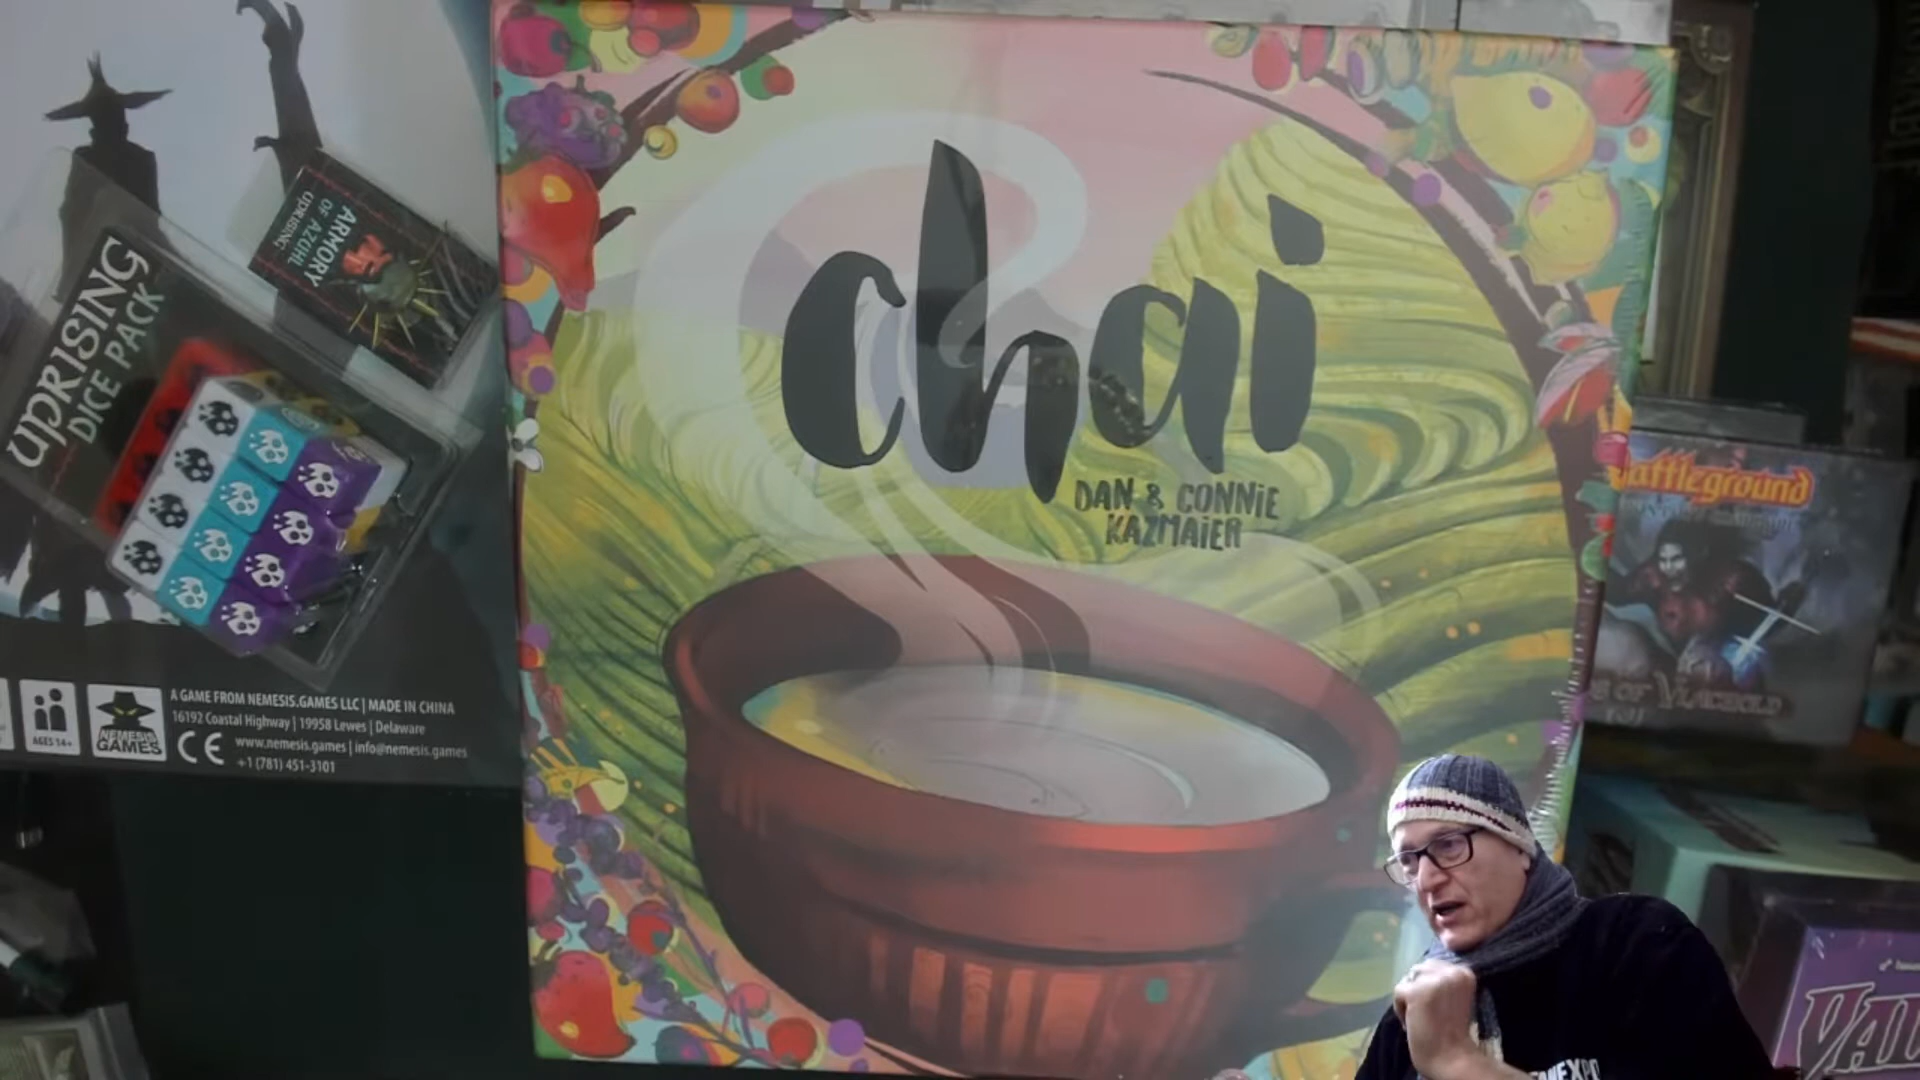 UPRISING
DICE PACK
ARMORY
OF AZUHL
UPRISING
AGES 14+
NEMESIS
GAMES
A GAME FROM NEMESIS.GAMES LLC | MADE IN CHINA
16192 Coastal Highway | 19958 Lewes | Delaware
CE
www.nemesis.games | info@nemesis.games
+1 (781) 451-3101
chai
DAN & CONNIE
KAZMAIER
Battleground
OF VLACHOLD